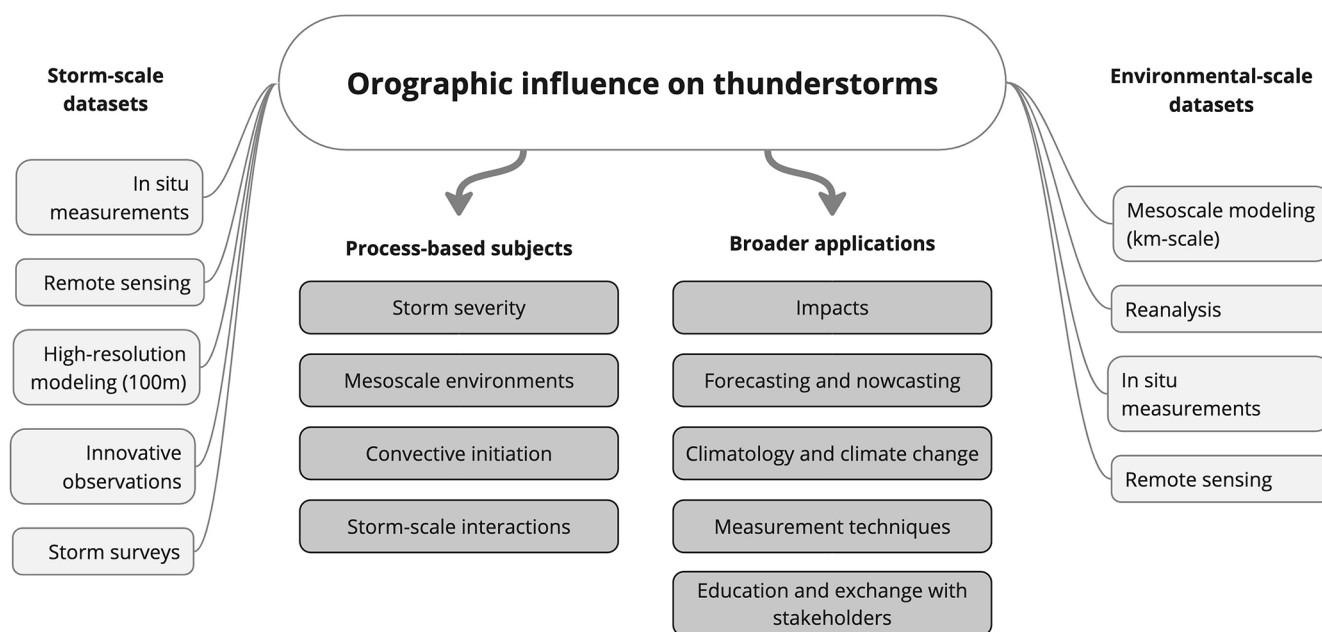 Orographic influence on thunderstorms
Storm-scale
datasets
In situ
measurements
Remote sensing
High-resolution
modeling (100m)
Innovative
observations
Storm surveys
Process-based subjects
Storm severity
Mesoscale environments
Convective initiation
Storm-scale interactions
Broader applications
Impacts
Forecasting and nowcasting
Climatology and climate change
Measurement techniques
Education and exchange with
stakeholders
Environmental-scale
datasets
Mesoscale modeling
(km-scale)
Reanalysis
In situ
measurements
Remote sensing